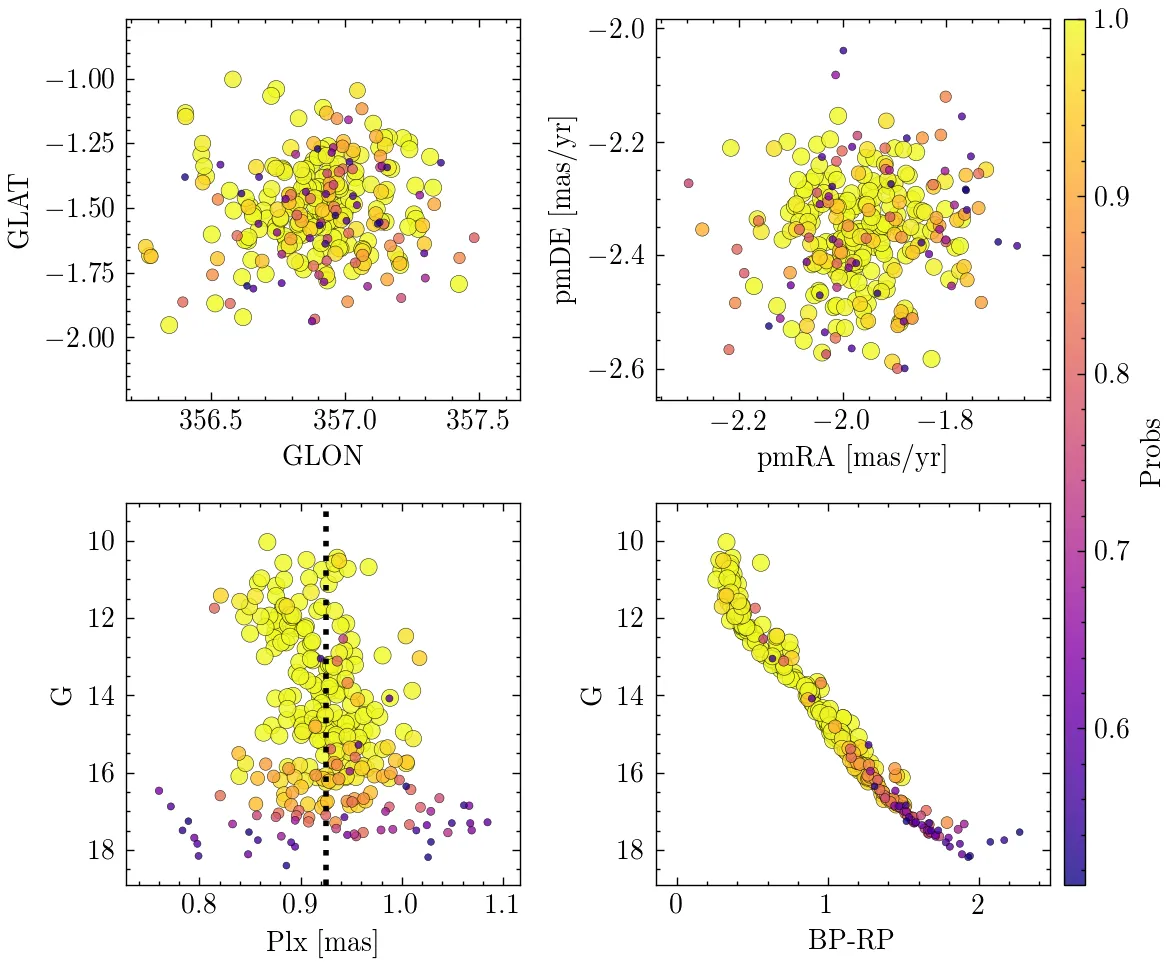 −1.00
−1.25
−1.50
−1.75
−2.00
GLAT
356.5 357.0 357.5
GLON
−2.0
−2.2
−2.4
−2.6
pmDE [mas/yr]
−2.2 −2.0 −1.8
pmRA [mas/yr]
10
12
14
16
18
G
0.8 0.9 1.0 1.1
Plx [mas]
10
12
14
16
18
G
0 1 2
BP-RP
1.0
0.9
0.8
0.7
0.6
Probs